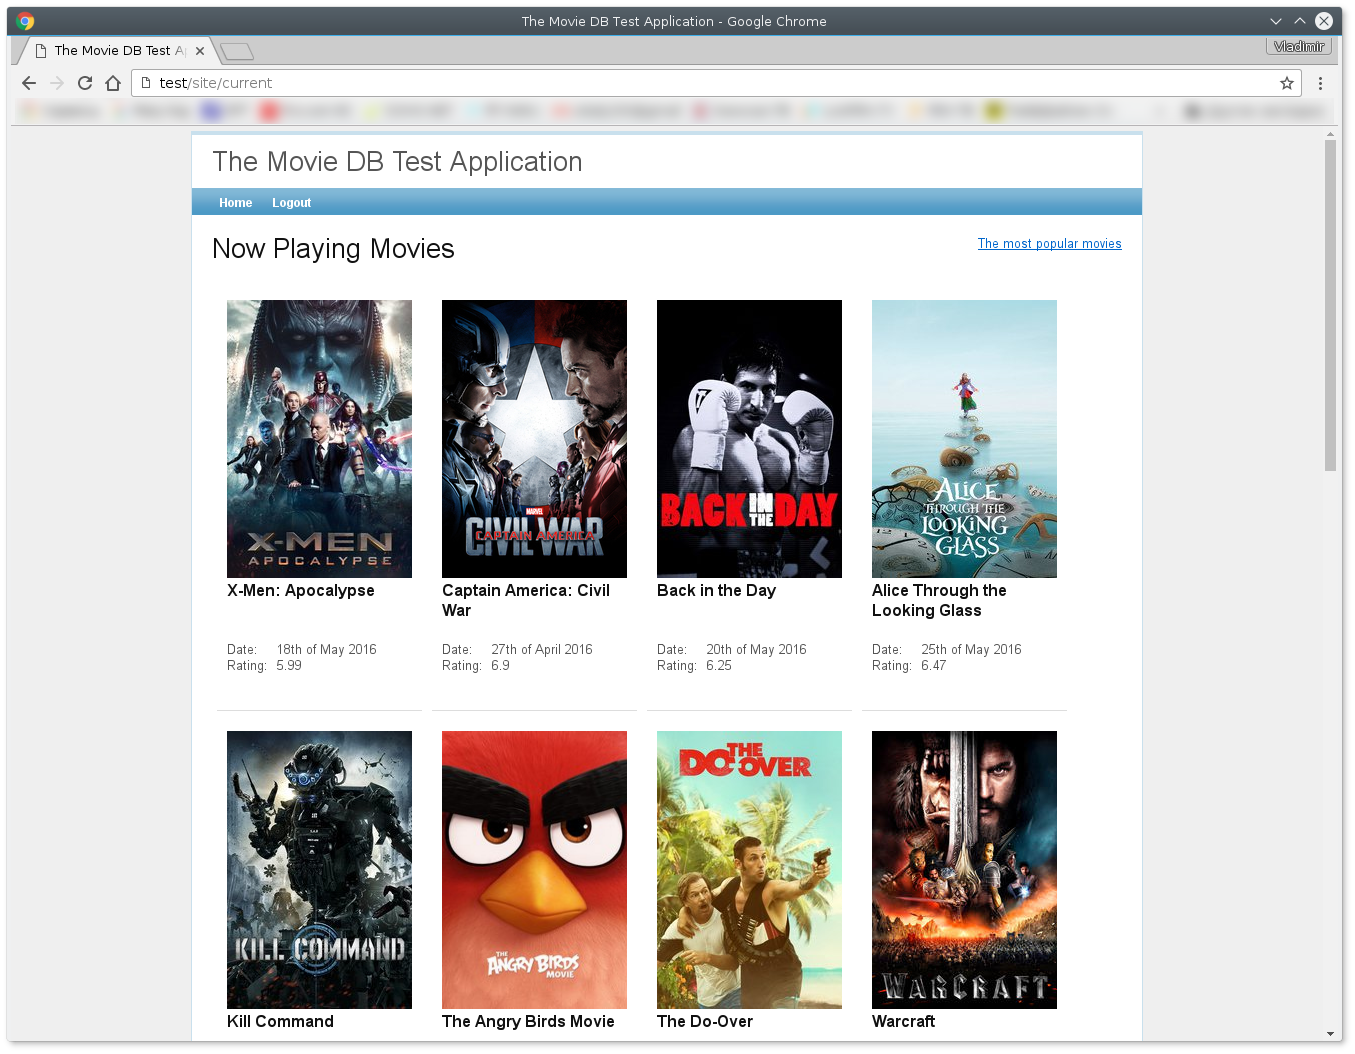 The Movie DB Test Application - Google Chrome
The Movie DB Test A
Vladimir
test/site/current
The Movie DB Test Application
Home Logout
Now Playing Movies
The most popular movies
X-MEN
APOCALYPSE
MARVEL
CAPTAIN AMERICA
CIVIL WAR
BACK IN THE DAY
ALICE
THROUGH THE
LOOKING
GLASS
X-Men: Apocalypse
Captain America: Civil
War
Back in the Day
Alice Through the
Looking Glass
Date: 18th of May 2016
Rating: 5.99
Date: 27th of April 2016
Rating: 6.9
Date: 20th of May 2016
Rating: 6.25
Date: 25th of May 2016
Rating: 6.47
KILL COMMAND
THE
ANGRY BIRDS
MOVIE
THE
DO-OVER
WARCRAFT
Kill Command
The Angry Birds Movie
The Do-Over
Warcraft